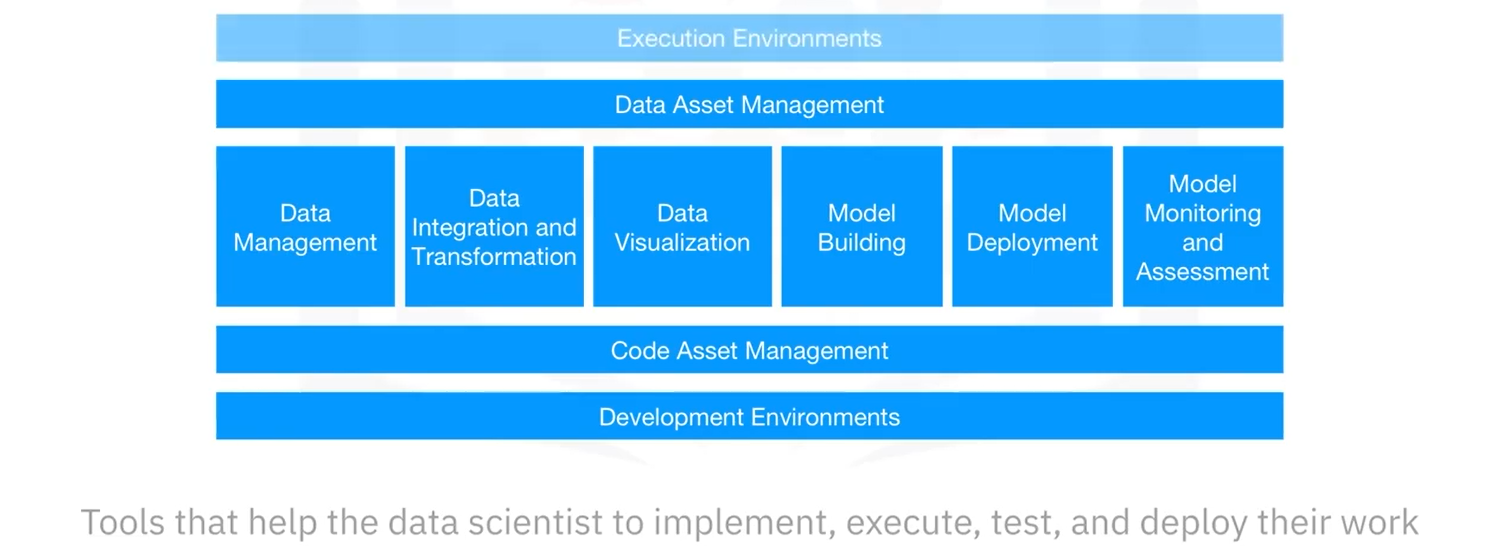 Execution Environments
Data Asset Management
Data
Management
Data
Integration and
Transformation
Data
Visualization
Model
Building
Model
Deployment
Model
Monitoring
and
Assessment
Code Asset Management
Development Environments
Tools that help the data scientist to implement, execute, test, and deploy their work